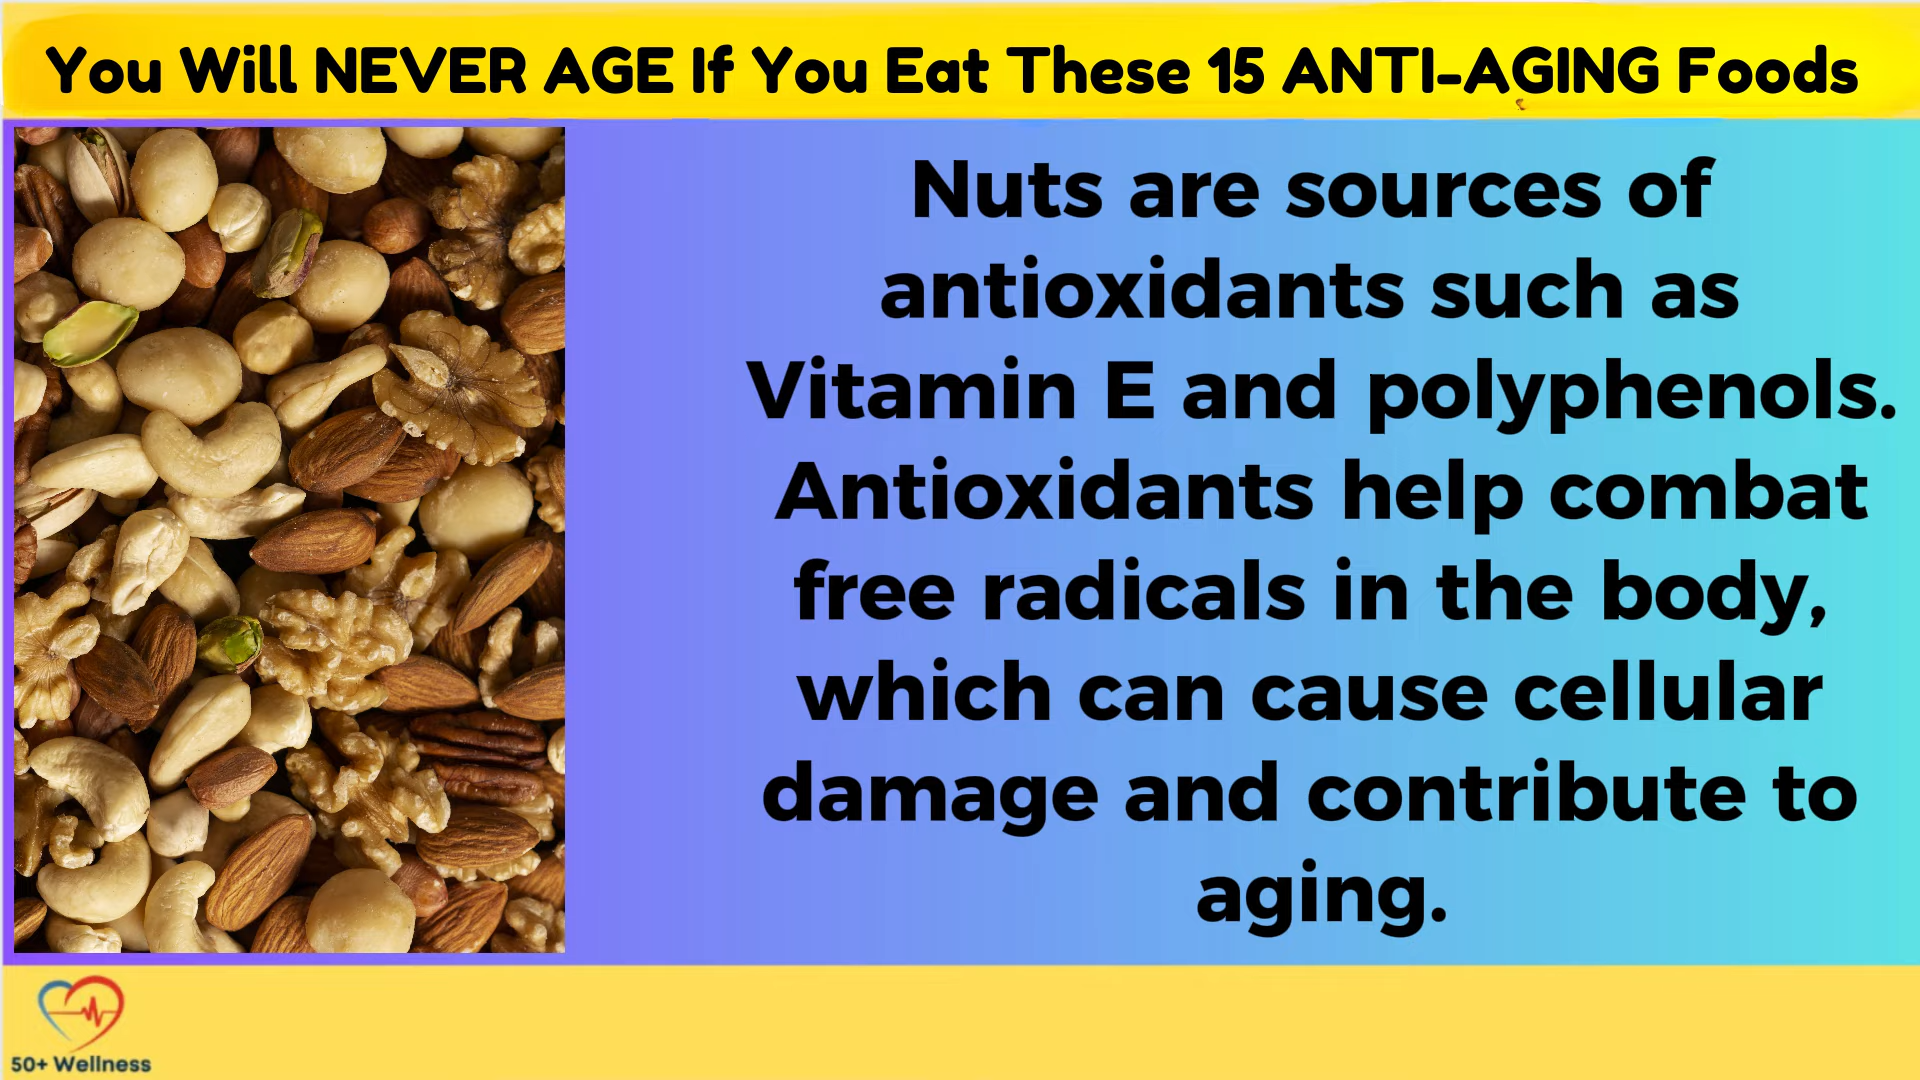 You Will NEVER AGE If You Eat These 15 ANTI-AGING Foods
Nuts are sources of
antioxidants such as
Vitamin E and polyphenols.
Antioxidants help combat
free radicals in the body,
which can cause cellular
damage and contribute to
aging.
50+ Wellness